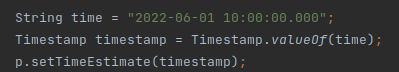 String time = "2022-06-01 10:00:00.000";
Timestamp timestamp = Timestamp.valueOf(time);
p.setTimeEstimate(timestamp);